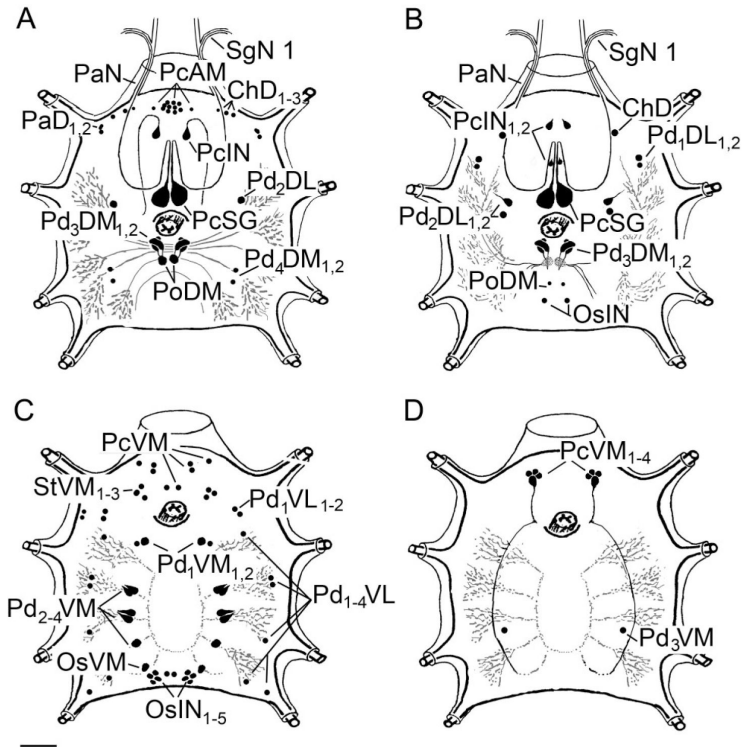 A
SgN 1
PaN
PcAM
ChD1-3
PaD1,2
PcIN
Pd2DL
Pd3DM1,2
PcSG
Pd4DM1,2
PoDM
B
SgN 1
PaN
ChD
PcIN1,2
Pd1DL1,2
Pd2DL1,2
PcSG
Pd3DM1,2
PoDM
OsIN
C
PcVM
StVM1-3
Pd1VL1-2
Pd1VM1,2
Pd2-4VM
Pd1-4VL
OsVM
OsIN1-5
D
PcVM1-4
Pd3VM